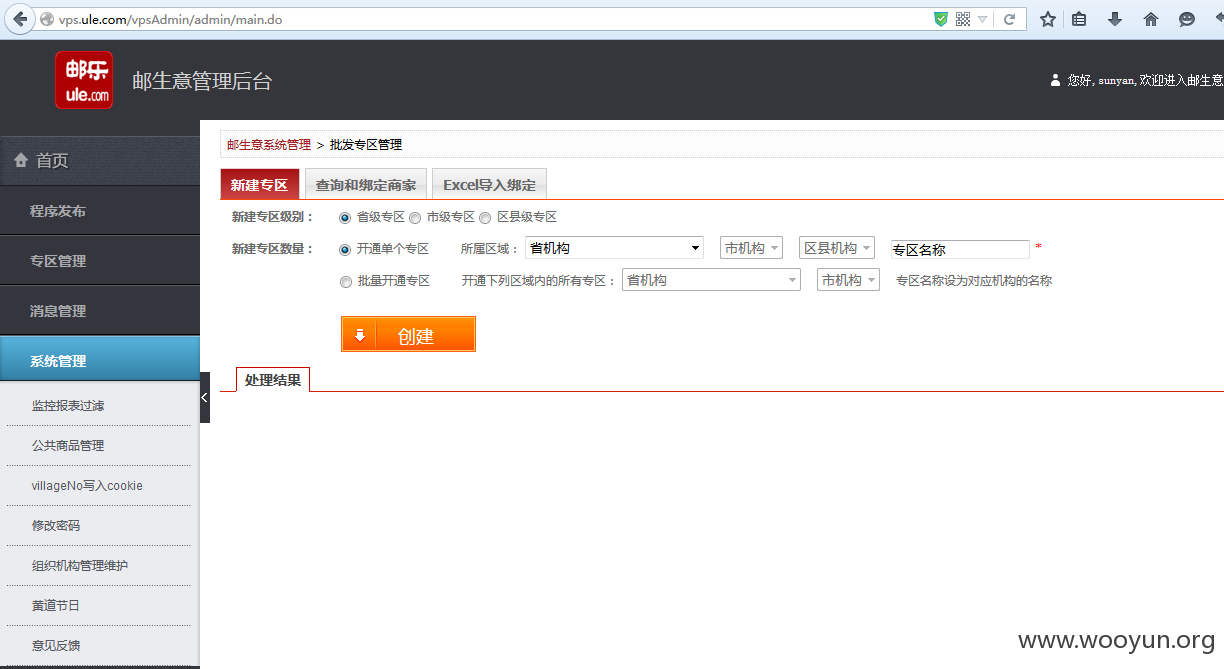 vps.ule.com/vpsAdmin/admin/main.do
邮乐
ule.com
邮生意管理后台
您好, sunyan, 欢迎进入邮生意
首页
程序发布
专区管理
消息管理
系统管理
监控报表过滤
公共商品管理
villageNo写入cookie
修改密码
组织机构管理维护
黄道节日
意见反馈
邮生意系统管理 > 批发专区管理
新建专区 查询和绑定商家 Excel导入绑定
新建专区级别： 省级专区 市级专区 区县级专区
新建专区数量： 开通单个专区 所属区域： 省机构 市机构 区县机构 专区名称 *
批量开通专区 开通下列区域内的所有专区： 省机构 市机构 专区名称设为对应机构的名称
创建
处理结果
www.wooyun.org